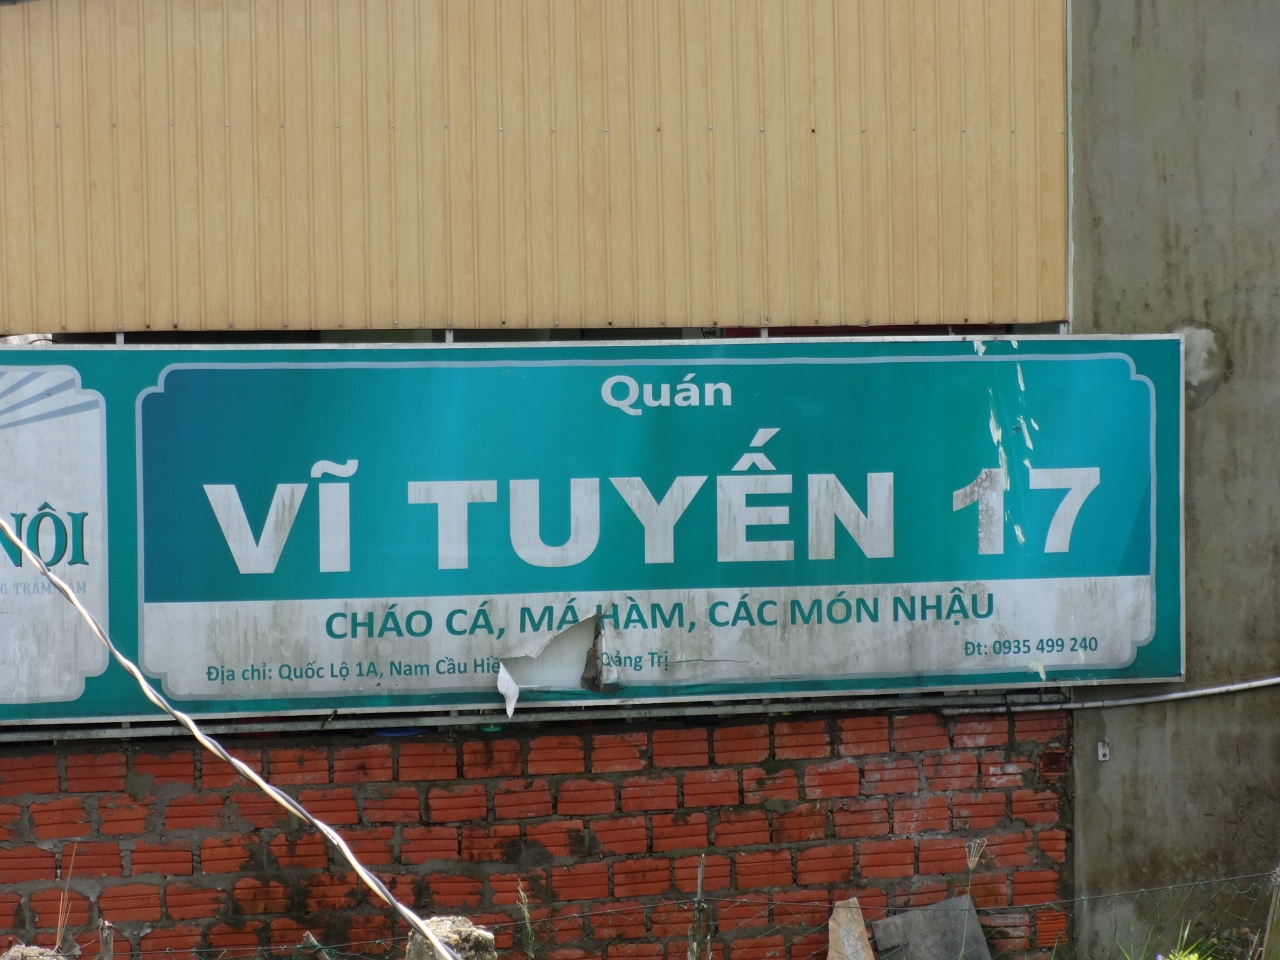 Quán
VĨ TUYẾN 17
CHÁO CÁ, MÁ HÀM, CÁC MÓN NHẬU
Địa chỉ: Quốc Lộ 1A, Nam Cầu Quảng Trị
Đt: 0935 499 240
NỘI